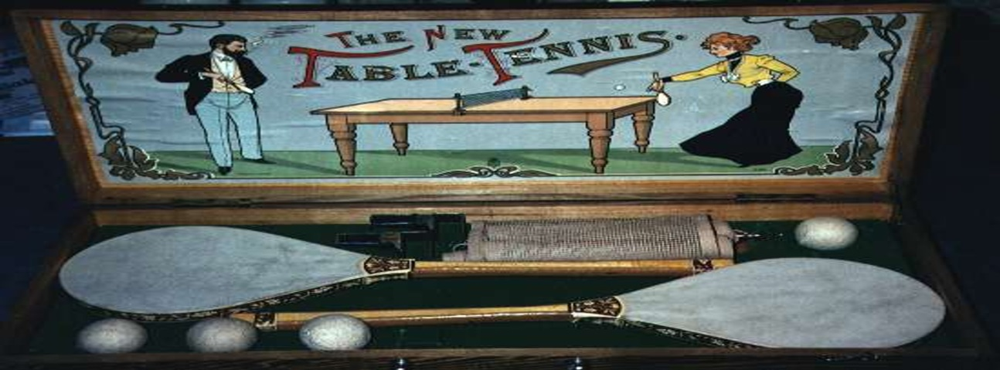 THE NEW
TABLE-TENNIS.